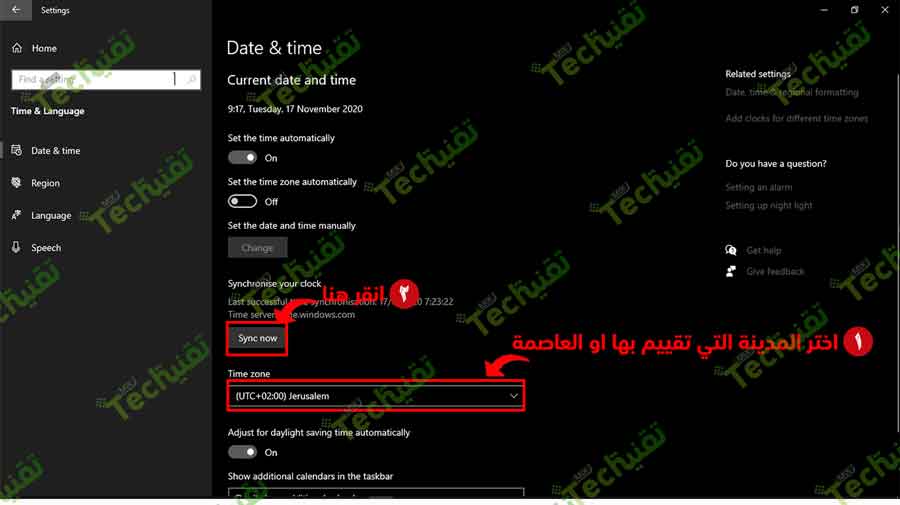 Settings
Home
Find a setting
Time & Language
Date & time
Region
Language
Speech
Date & time
Current date and time
9:17, Tuesday, 17 November 2020
Set the time automatically
On
Set the time zone automatically
Off
Set the date and time manually
Change
Synchronise your clock
Last successful time synchronisation: 17/ 20 7:23:22
Time server: .windows.com
Sync now
٢ انقر هنا
١ اختر المدينة التي تقييم بها او العاصمة
Time zone
(UTC+02:00) Jerusalem
Adjust for daylight saving time automatically
On
Show additional calendars in the taskbar
Related settings
Date, time & regional formatting
Add clocks for different time zones
Do you have a question?
Setting an alarm
Setting up night light
Get help
Give feedback
تقنية Tech